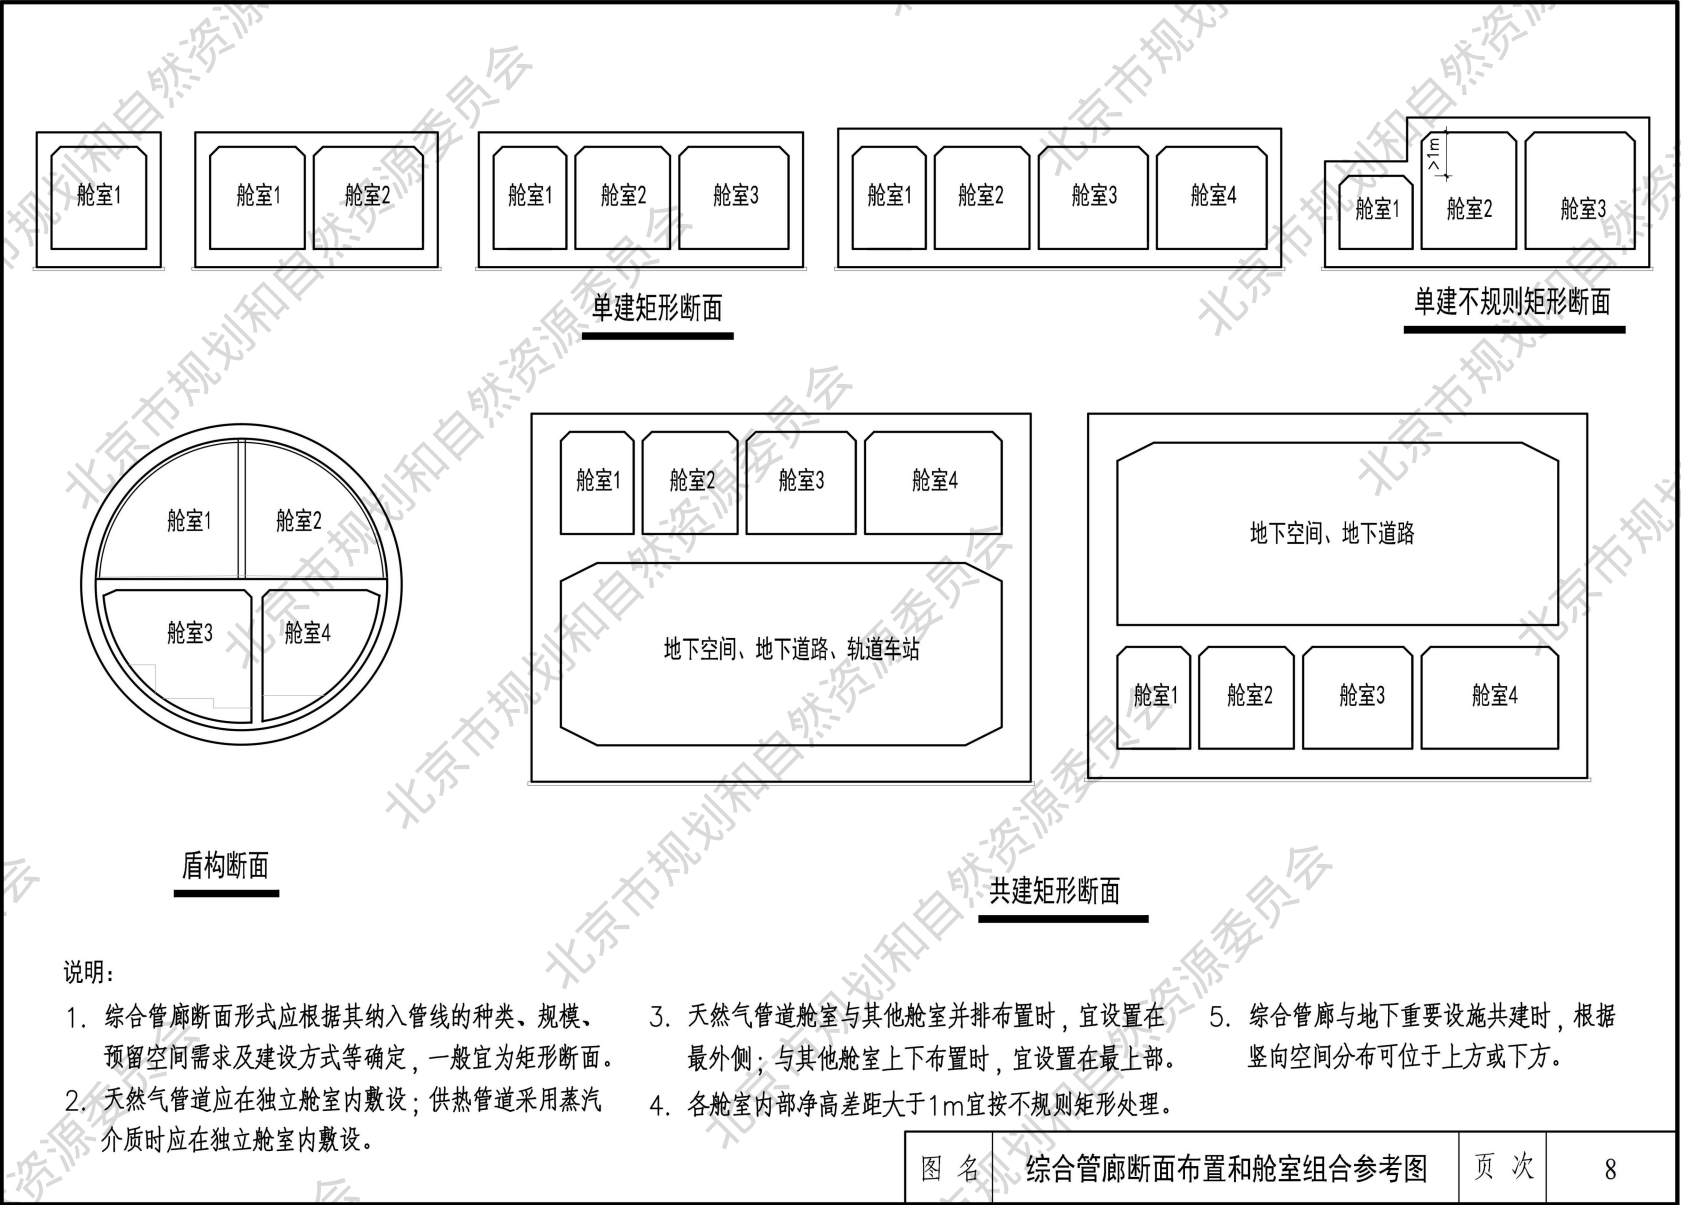 舱室1
舱室1 舱室2
舱室1 舱室2 舱室3
舱室1 舱室2 舱室3 舱室4
>1m
舱室1 舱室2 舱室3
单建矩形断面
单建不规则矩形断面
舱室1 舱室2
舱室3 舱室4
舱室1 舱室2 舱室3 舱室4
地下空间、地下道路、轨道车站
地下空间、地下道路
舱室1 舱室2 舱室3 舱室4
盾构断面
共建矩形断面
说明:
1. 综合管廊断面形式应根据其纳入管线的种类、规模、
预留空间需求及建设方式等确定,一般宜为矩形断面。
2. 天然气管道应在独立舱室内敷设;供热管道采用蒸汽
介质时应在独立舱室内敷设。
3. 天然气管道舱室与其他舱室并排布置时,宜设置在
最外侧;与其他舱室上下布置时,宜设置在最上部。
4. 各舱室内部净高差距大于1m宜按不规则矩形处理。
5. 综合管廊与地下重要设施共建时,根据
竖向空间分布可位于上方或下方。
图名 综合管廊断面布置和舱室组合参考图 页次 8
北京市规划和自然资源委员会